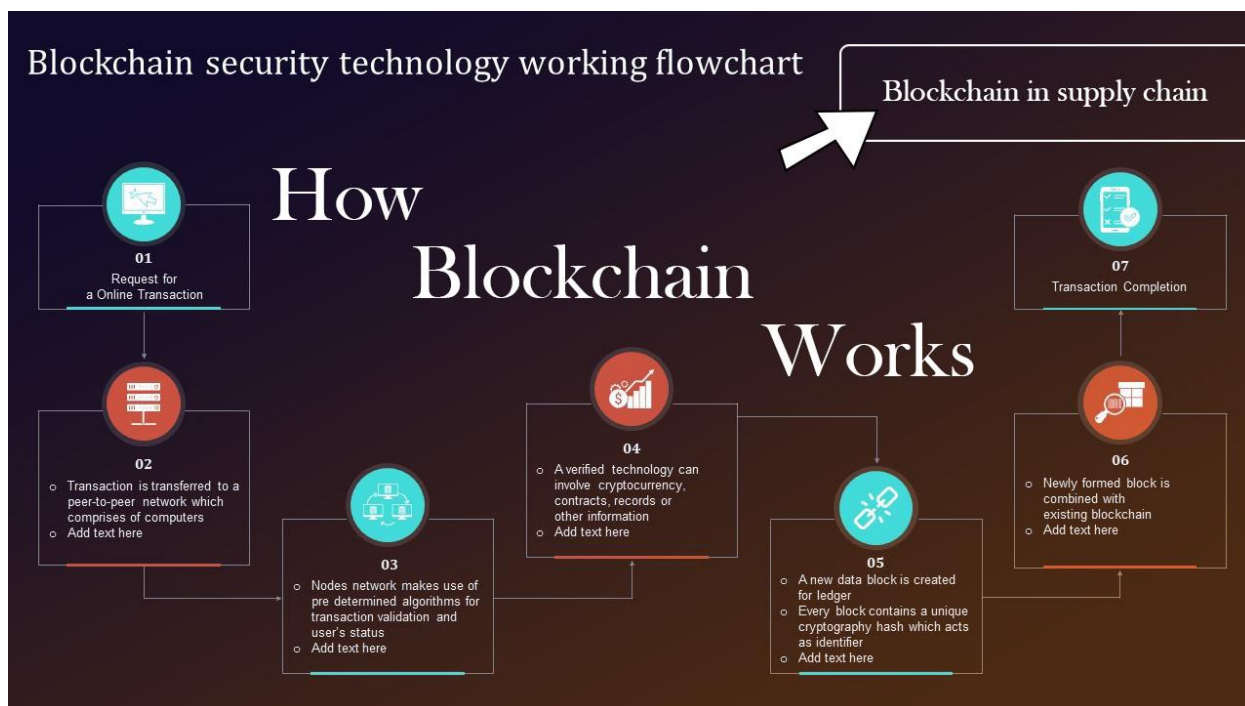 Blockchain security technology working flowchart
Blockchain in supply chain
How
Blockchain
Works
01
Request for
a Online Transaction
02
o Transaction is transferred to a
peer-to-peer network which
comprises of computers
o Add text here
03
o Nodes network makes use of
pre determined algorithms for
transaction validation and
user's status
o Add text here
04
o A verified technology can
involve cryptocurrency,
contracts, records or
other information
o Add text here
05
o A new data block is created
for ledger
o Every block contains a unique
cryptography hash which acts
as identifier
o Add text here
06
o Newly formed block is
combined with
existing blockchain
o Add text here
07
Transaction Completion